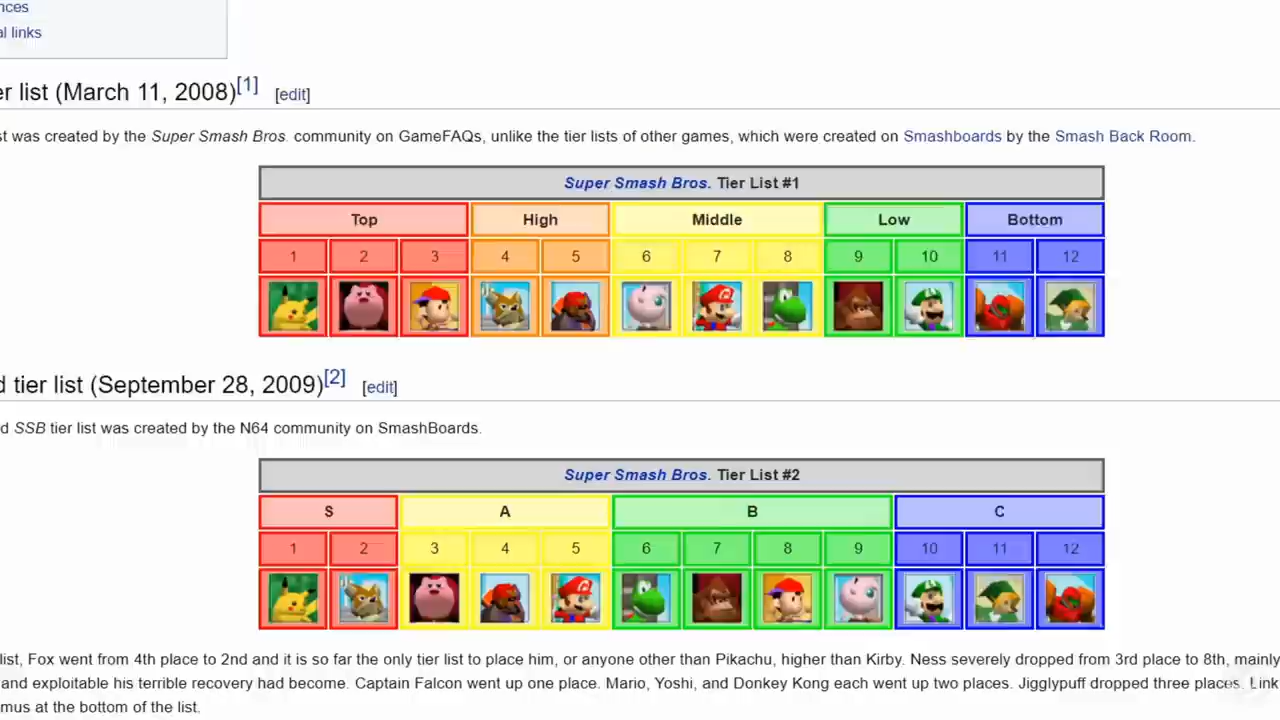 nces
al links
er list (March 11, 2008)[1] [edit]
st was created by the Super Smash Bros. community on GameFAQs, unlike the tier lists of other games, which were created on Smashboards by the Smash Back Room.
Super Smash Bros. Tier List #1
Top High Middle Low Bottom
1 2 3 4 5 6 7 8 9 10 11 12
d tier list (September 28, 2009)[2] [edit]
d SSB tier list was created by the N64 community on SmashBoards.
Super Smash Bros. Tier List #2
S A B C
1 2 3 4 5 6 7 8 9 10 11 12
list, Fox went from 4th place to 2nd and it is so far the only tier list to place him, or anyone other than Pikachu, higher than Kirby. Ness severely dropped from 3rd place to 8th, mainly
and exploitable his terrible recovery had become. Captain Falcon went up one place. Mario, Yoshi, and Donkey Kong each went up two places. Jigglypuff dropped three places. Link
mus at the bottom of the list.